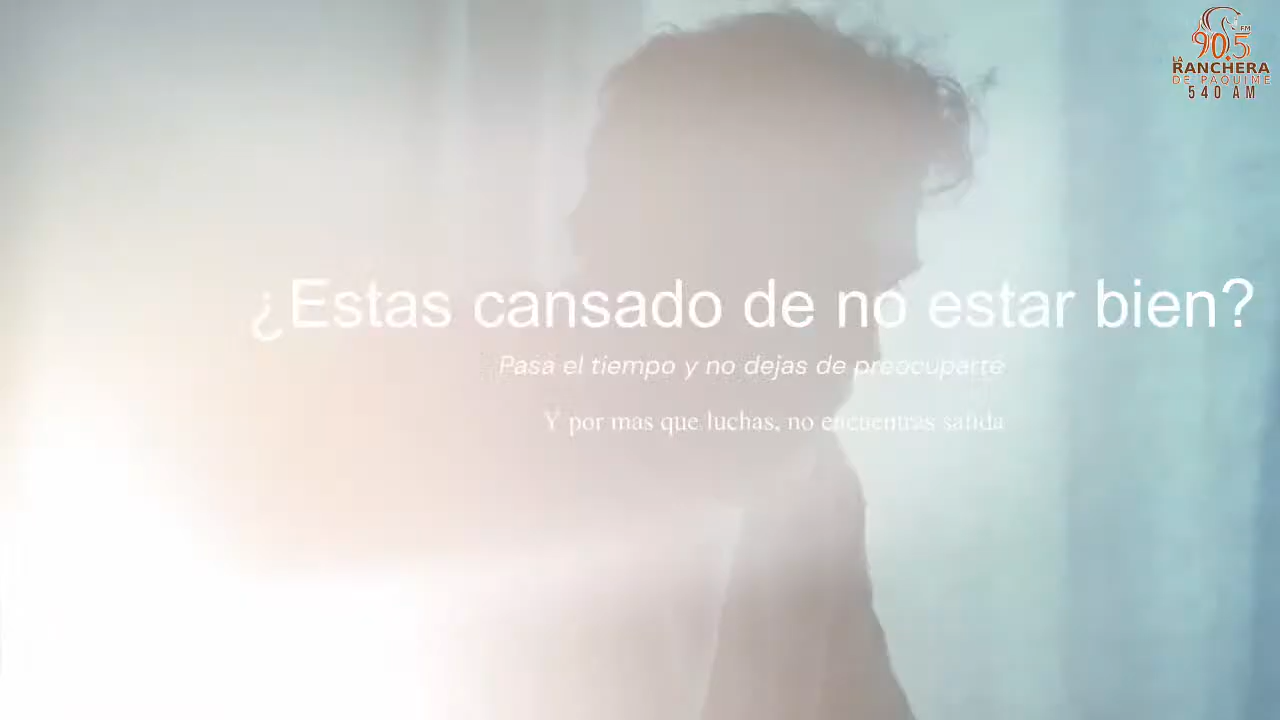 90.5 FM
LA
RANCHERA
DE PAQUIME
540 AM
¿Estas cansado de no estar bien?
Pasa el tiempo y no dejas de preocuparte
Y por mas que luchas, no encuentras salida